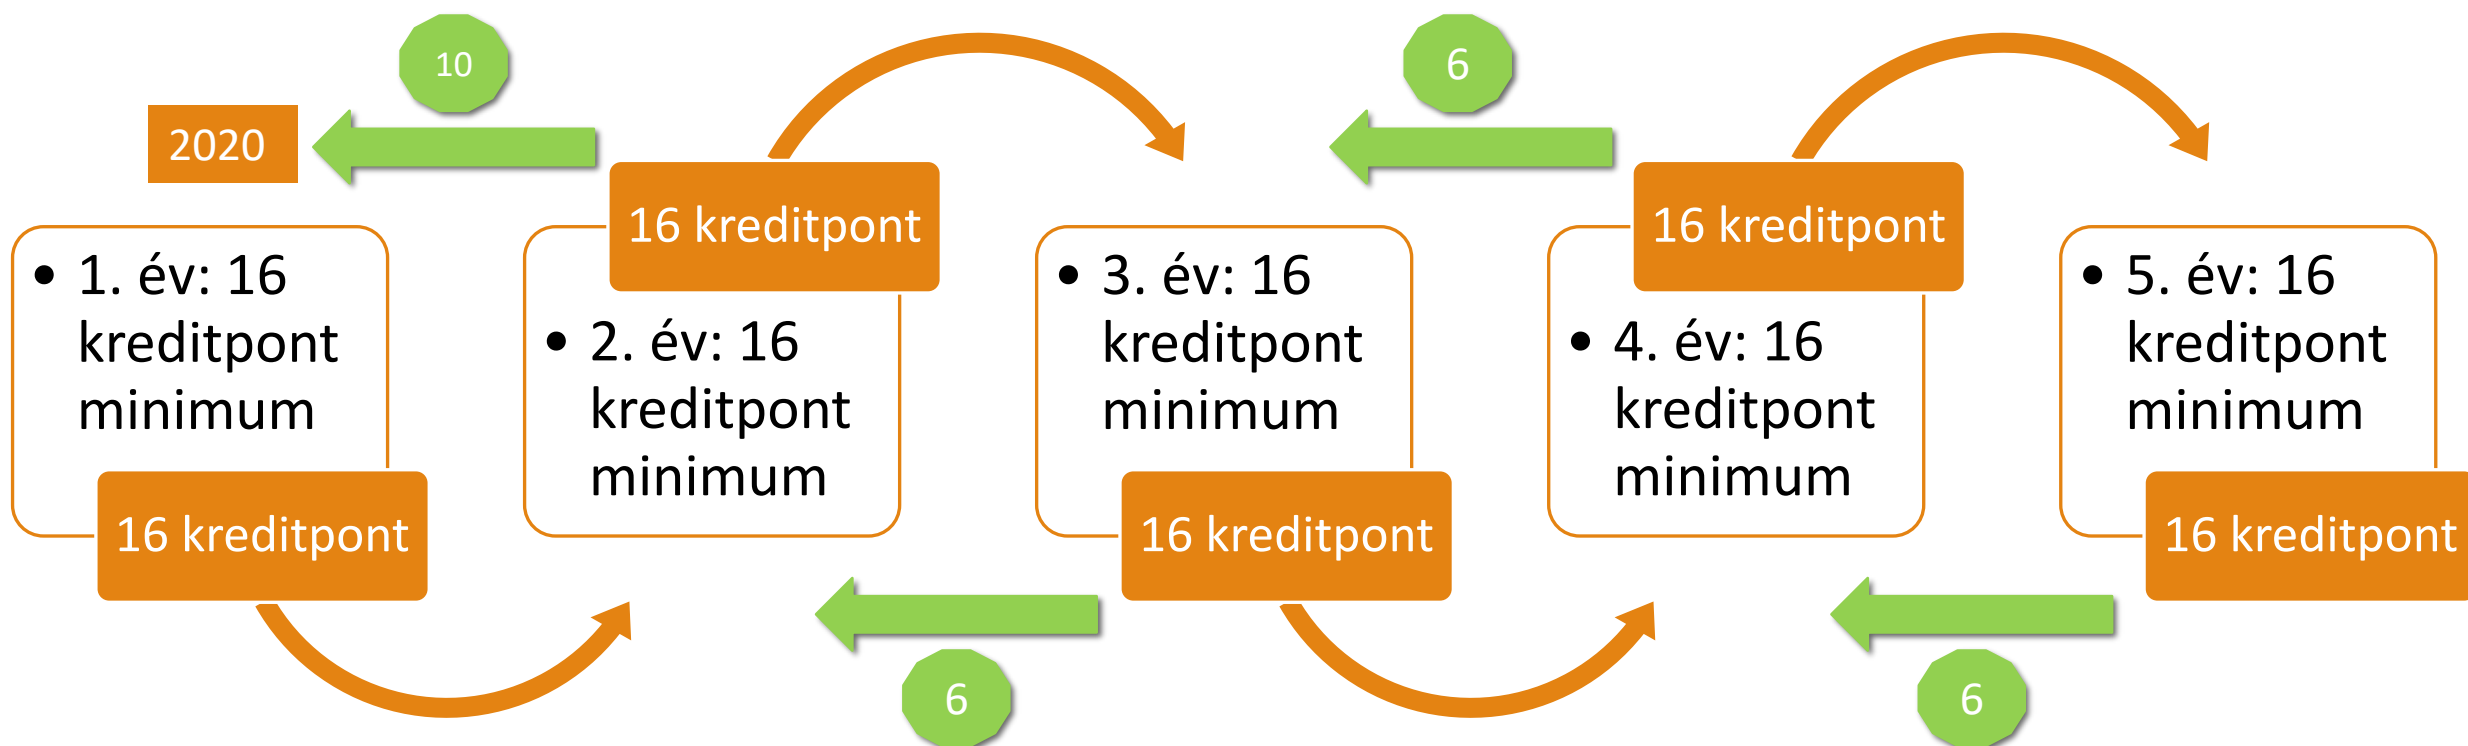 10
6
2020
16 kreditpont
16 kreditpont
• 1. év: 16
kreditpont
minimum
16 kreditpont
• 2. év: 16
kreditpont
minimum
• 3. év: 16
kreditpont
minimum
16 kreditpont
• 4. év: 16
kreditpont
minimum
• 5. év: 16
kreditpont
minimum
16 kreditpont
6
6